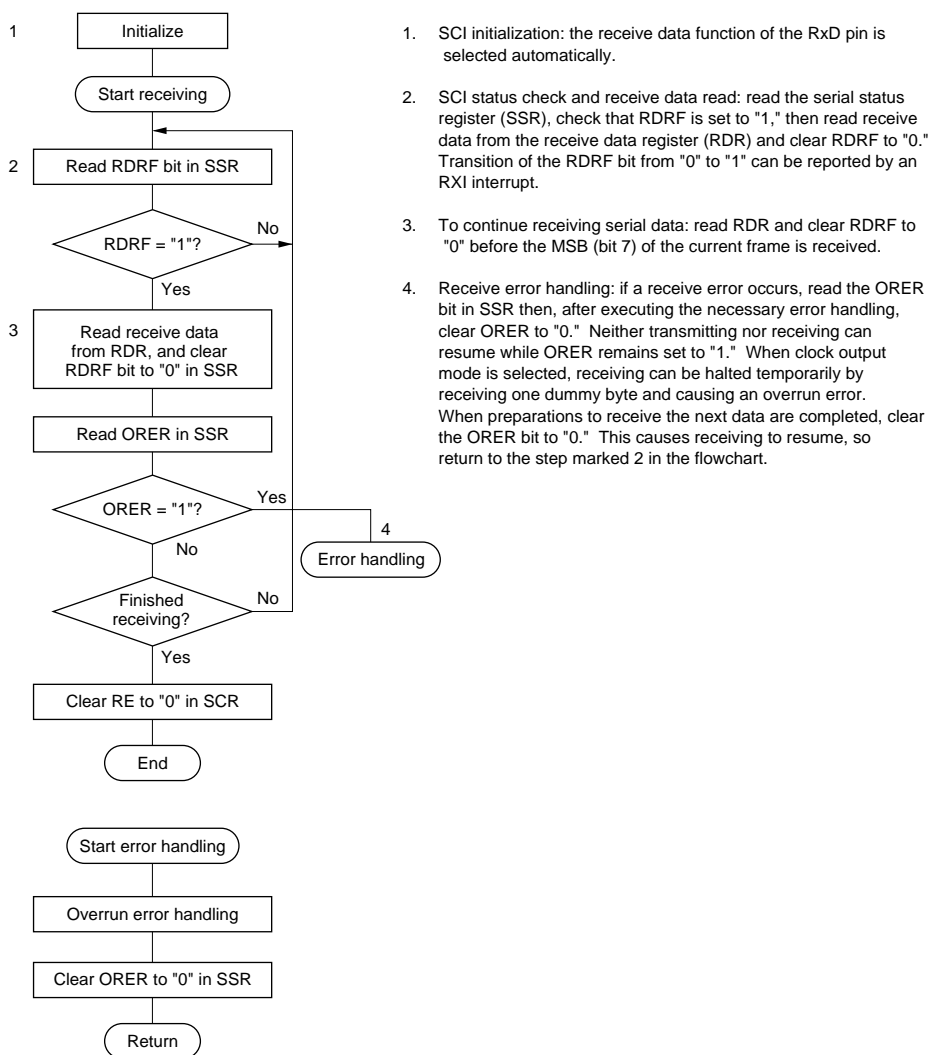 1
Initialize
Start receiving
2
Read RDRF bit in SSR
RDRF = "1"?
No
Yes
3
Read receive data
from RDR, and clear
RDRF bit to "0" in SSR
Read ORER in SSR
ORER = "1"?
Yes
No
4
Error handling
Finished
receiving?
No
Yes
Clear RE to "0" in SCR
End
Start error handling
Overrun error handling
Clear ORER to "0" in SSR
Return
1. SCI initialization: the receive data function of the RxD pin is
selected automatically.
2. SCI status check and receive data read: read the serial status
register (SSR), check that RDRF is set to "1," then read receive
data from the receive data register (RDR) and clear RDRF to "0."
Transition of the RDRF bit from "0" to "1" can be reported by an
RXI interrupt.
3. To continue receiving serial data: read RDR and clear RDRF to
"0" before the MSB (bit 7) of the current frame is received.
4. Receive error handling: if a receive error occurs, read the ORER
bit in SSR then, after executing the necessary error handling,
clear ORER to "0." Neither transmitting nor receiving can
resume while ORER remains set to "1." When clock output
mode is selected, receiving can be halted temporarily by
receiving one dummy byte and causing an overrun error.
When preparations to receive the next data are completed, clear
the ORER bit to "0." This causes receiving to resume, so
return to the step marked 2 in the flowchart.